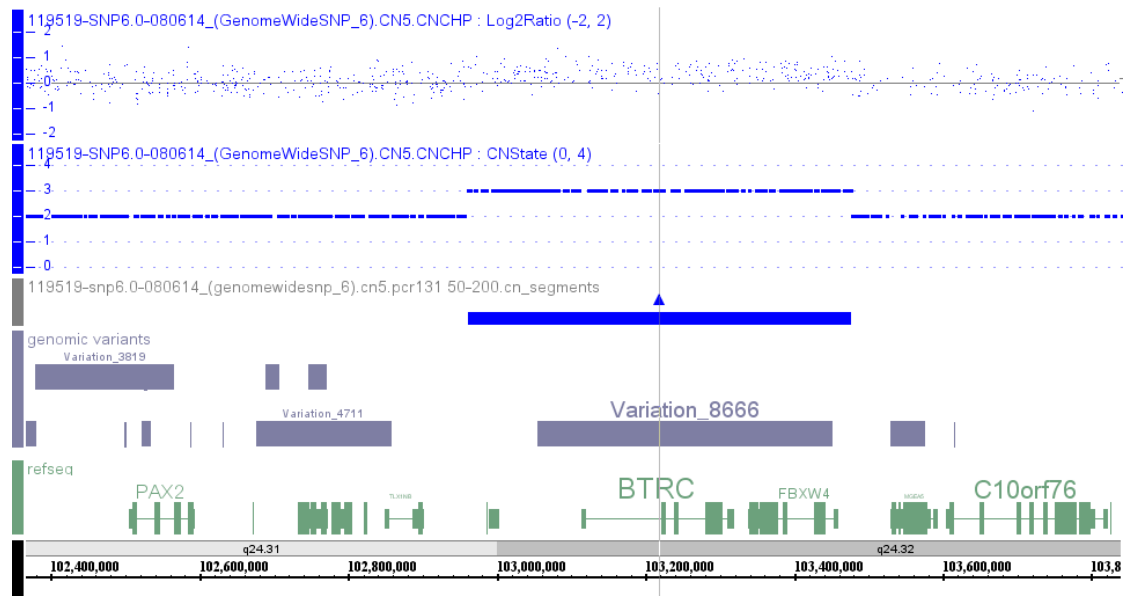 119519-SNP6.0-080614_(GenomeWideSNP_6).CN5.CNCHP : Log2Ratio (-2, 2)
2
1
0
-1
-2
119519-SNP6.0-080614_(GenomeWideSNP_6).CN5.CNCHP : CNState (0, 4)
4
3
2
1
0
119519-snp6.0-080614_(genomewidesnp_6).cn5.pcr131 50-200.cn_segments
genomic variants
Variation_3819
Variation_4711 Variation_8666
refseq
PAX2 BTRC FBXW4 MGEA5 C10orf76
q24.31 q24.32
102,400,000 102,600,000 102,800,000 103,000,000 103,200,000 103,400,000 103,600,000 103,8